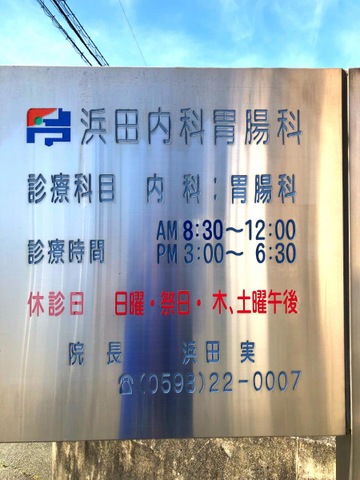 浜田内科胃腸科
診療科目 内科:胃腸科
診療時間 AM 8:30〜12:00
PM 3:00〜 6:30
休診日 日曜・祭日・木、土曜午後
院長 浜田実
☎(0593)22-0007